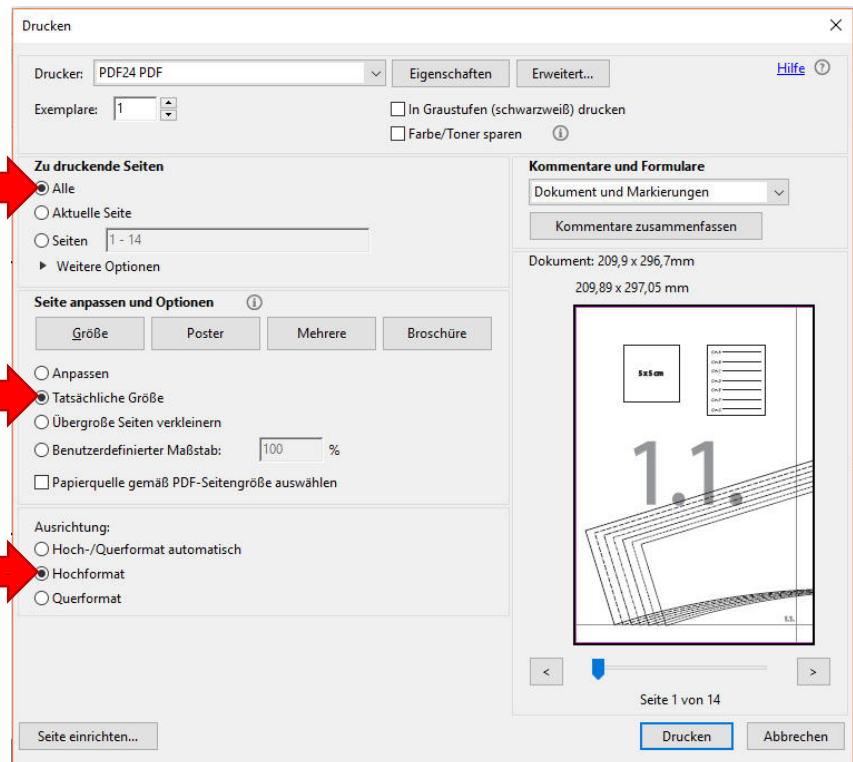 Drucken
Drucker: PDF24 PDF Eigenschaften Erweitert... Hilfe
Exemplare: 1 In Graustufen (schwarzweiß) drucken
Farbe/Toner sparen
Zu druckende Seiten
Alle
Aktuelle Seite
Seiten 1 - 14
Weitere Optionen
Seite anpassen und Optionen
Größe Poster Mehrere Broschüre
Anpassen
Tatsächliche Größe
Übergroße Seiten verkleinern
Benutzerdefinierter Maßstab: 100 %
Papierquelle gemäß PDF-Seitengröße auswählen
Ausrichtung:
Hoch-/Querformat automatisch
Hochformat
Querformat
Kommentare und Formulare
Dokument und Markierungen
Kommentare zusammenfassen
Dokument: 209,9 x 296,7mm
209,89 x 297,05 mm
5x5cm
1.1.
1.1.
< >
Seite 1 von 14
Seite einrichten... Drucken Abbrechen